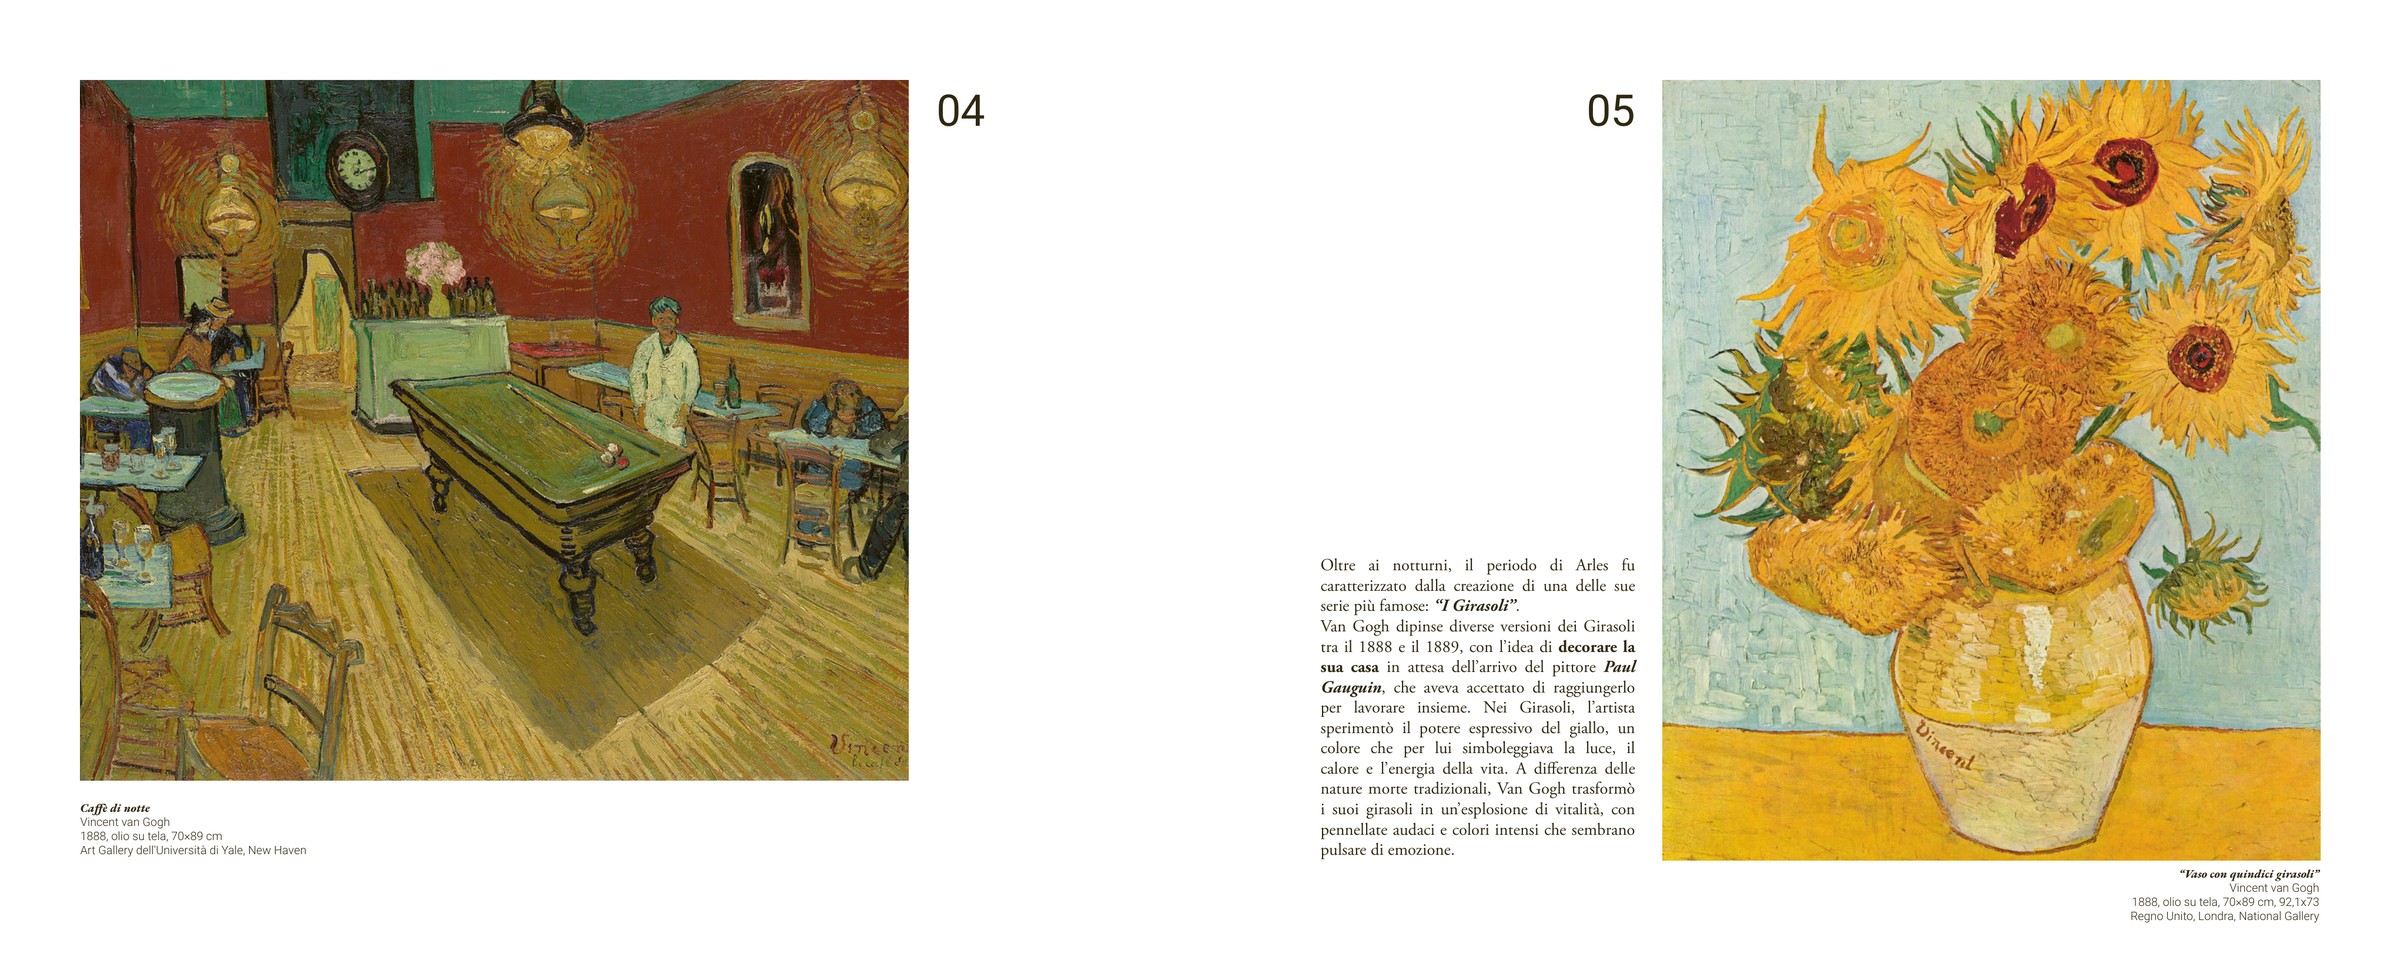 04
Caffè di notte
Vincent van Gogh
1888, olio su tela, 70×89 cm
Art Gallery dell'Università di Yale, New Haven
05
Oltre ai notturni, il periodo di Arles fu
caratterizzato dalla creazione di una delle sue
serie più famose: “I Girasoli”.
Van Gogh dipinse diverse versioni dei Girasoli
tra il 1888 e il 1889, con l’idea di decorare la
sua casa in attesa dell’arrivo del pittore Paul
Gauguin, che aveva accettato di raggiungerlo
per lavorare insieme. Nei Girasoli, l’artista
sperimentò il potere espressivo del giallo, un
colore che per lui simboleggiava la luce, il
calore e l’energia della vita. A differenza delle
nature morte tradizionali, Van Gogh trasformò
i suoi girasoli in un’esplosione di vitalità, con
pennellate audaci e colori intensi che sembrano
pulsare di emozione.
Vincent
“Vaso con quindici girasoli”
Vincent van Gogh
1888, olio su tela, 70×89 cm, 92,1x73
Regno Unito, Londra, National Gallery